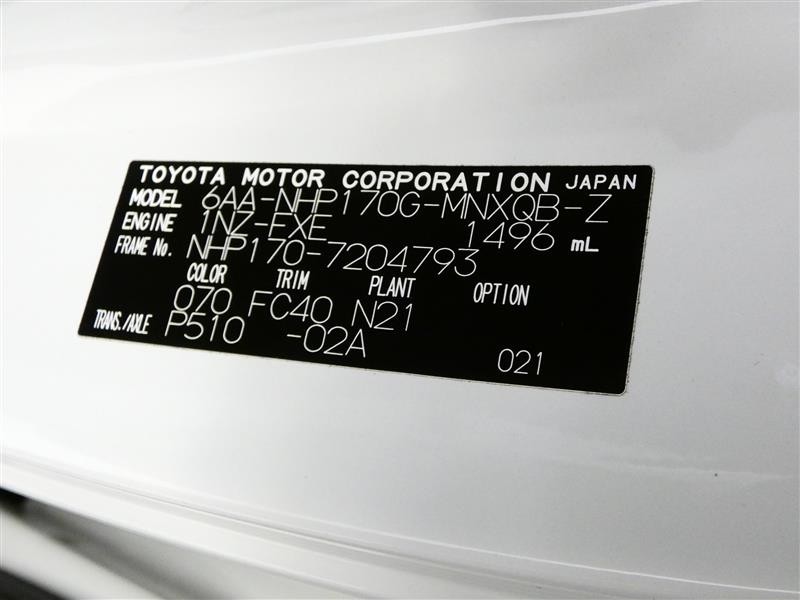 TOYOTA MOTOR CORPORATION JAPAN
MODEL 6AA-NHP170G-MNXQB-Z
ENGINE 1NZ-FXE 1496 mL
FRAME No. NHP170-7204793
COLOR TRIM PLANT OPTION
070 FC40 N21
TRANS./AXLE P510 -02A
021